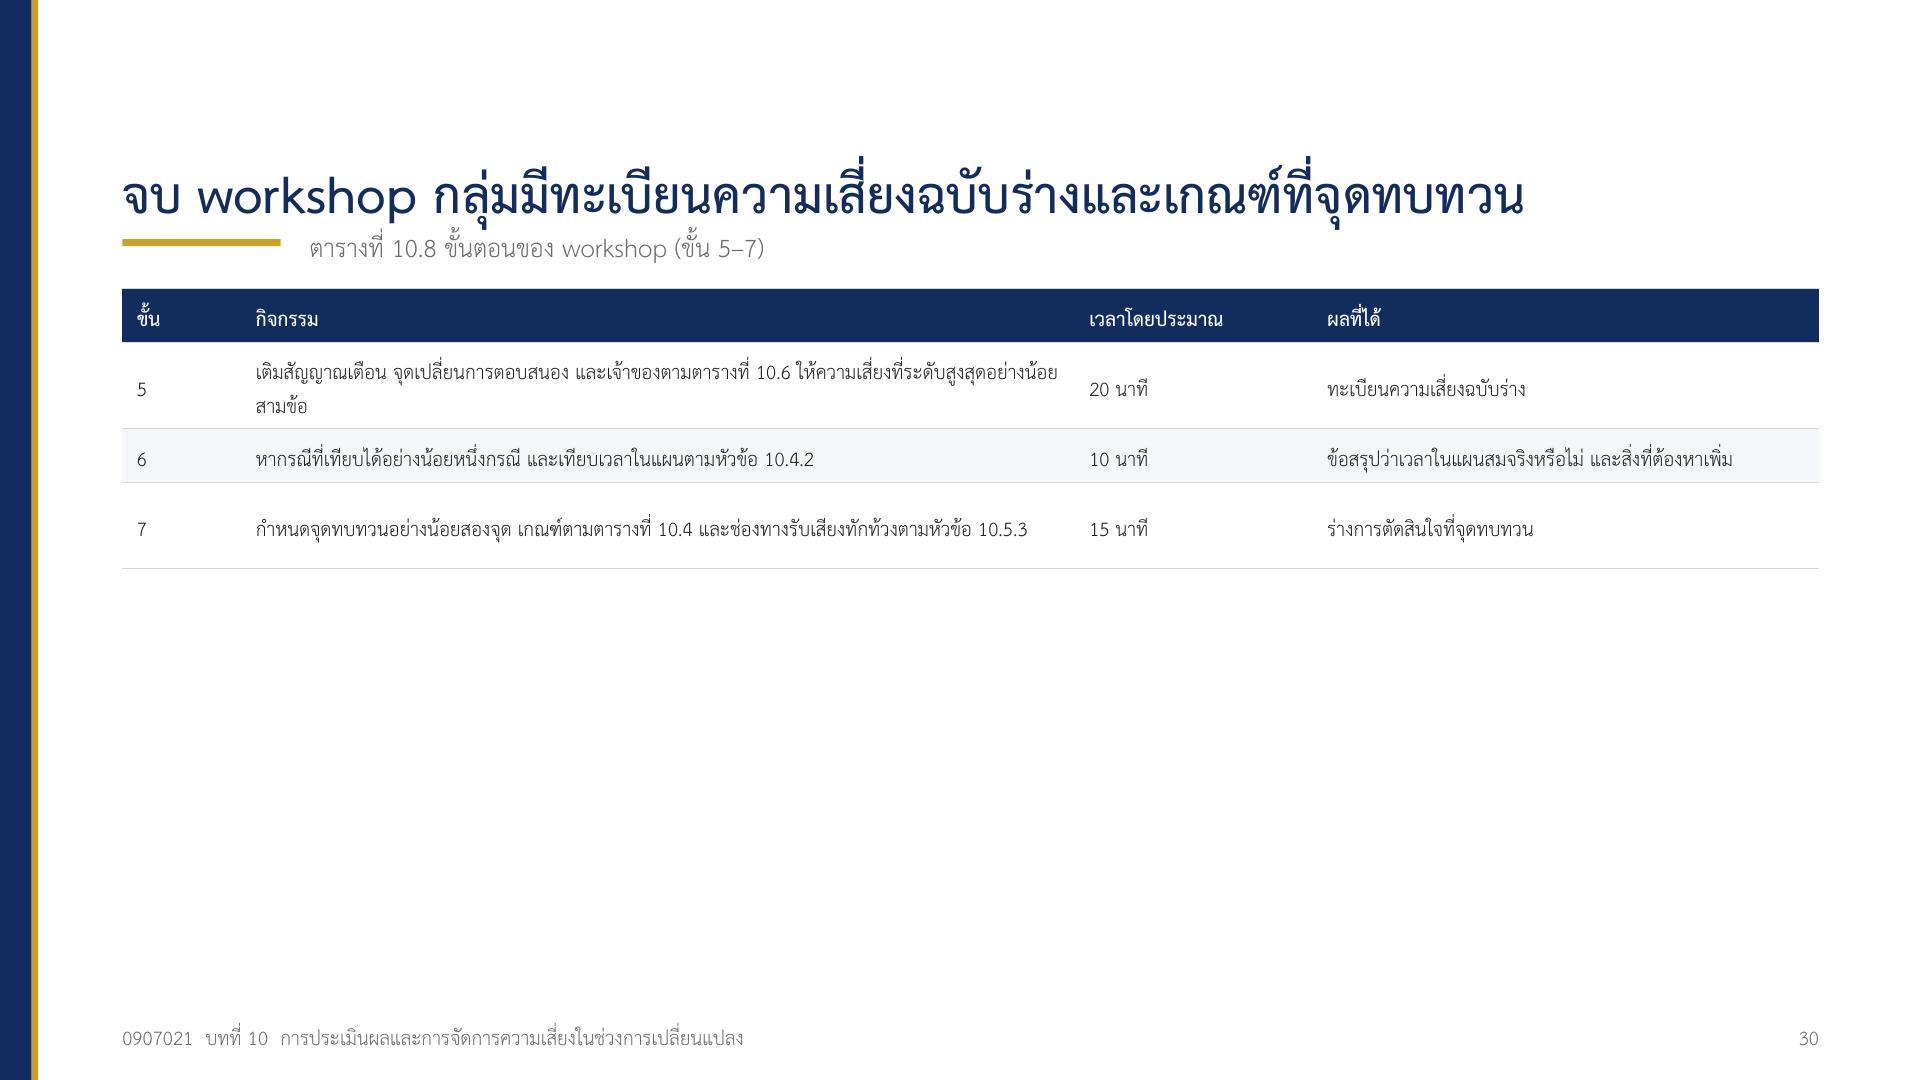 จบ workshop กลุ่มมีทะเบียนความเสี่ยงฉบับร่างและเกณฑ์ที่จุดทบทวน
ตารางที่ 10.8 ขั้นตอนของ workshop (ขั้น 5–7)
ขั้น กิจกรรม เวลาโดยประมาณ ผลที่ได้
5 เติมสัญญาณเตือน จุดเปลี่ยนการตอบสนอง และเจ้าของตามตารางที่ 10.6 ให้ความเสี่ยงที่ระดับสูงสุดอย่างน้อย
สามข้อ 20 นาที ทะเบียนความเสี่ยงฉบับร่าง
6 หากรณีที่เทียบได้อย่างน้อยหนึ่งกรณี และเทียบเวลาในแผนตามหัวข้อ 10.4.2 10 นาที ข้อสรุปว่าเวลาในแผนสมจริงหรือไม่ และสิ่งที่ต้องหาเพิ่ม
7 กำหนดจุดทบทวนอย่างน้อยสองจุด เกณฑ์ตามตารางที่ 10.4 และช่องทางรับเสียงทักท้วงตามหัวข้อ 10.5.3 15 นาที ร่างการตัดสินใจที่จุดทบทวน
0907021 บทที่ 10 การประเมินผลและการจัดการความเสี่ยงในช่วงการเปลี่ยนแปลง 30